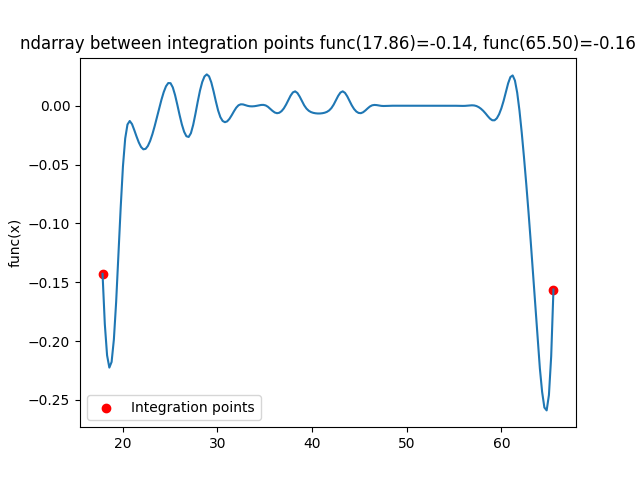 ndarray between integration points func(17.86)=-0.14, func(65.50)=-0.16
func(x)
0.00
−0.05
−0.10
−0.15
−0.20
−0.25
Integration points
20 30 40 50 60